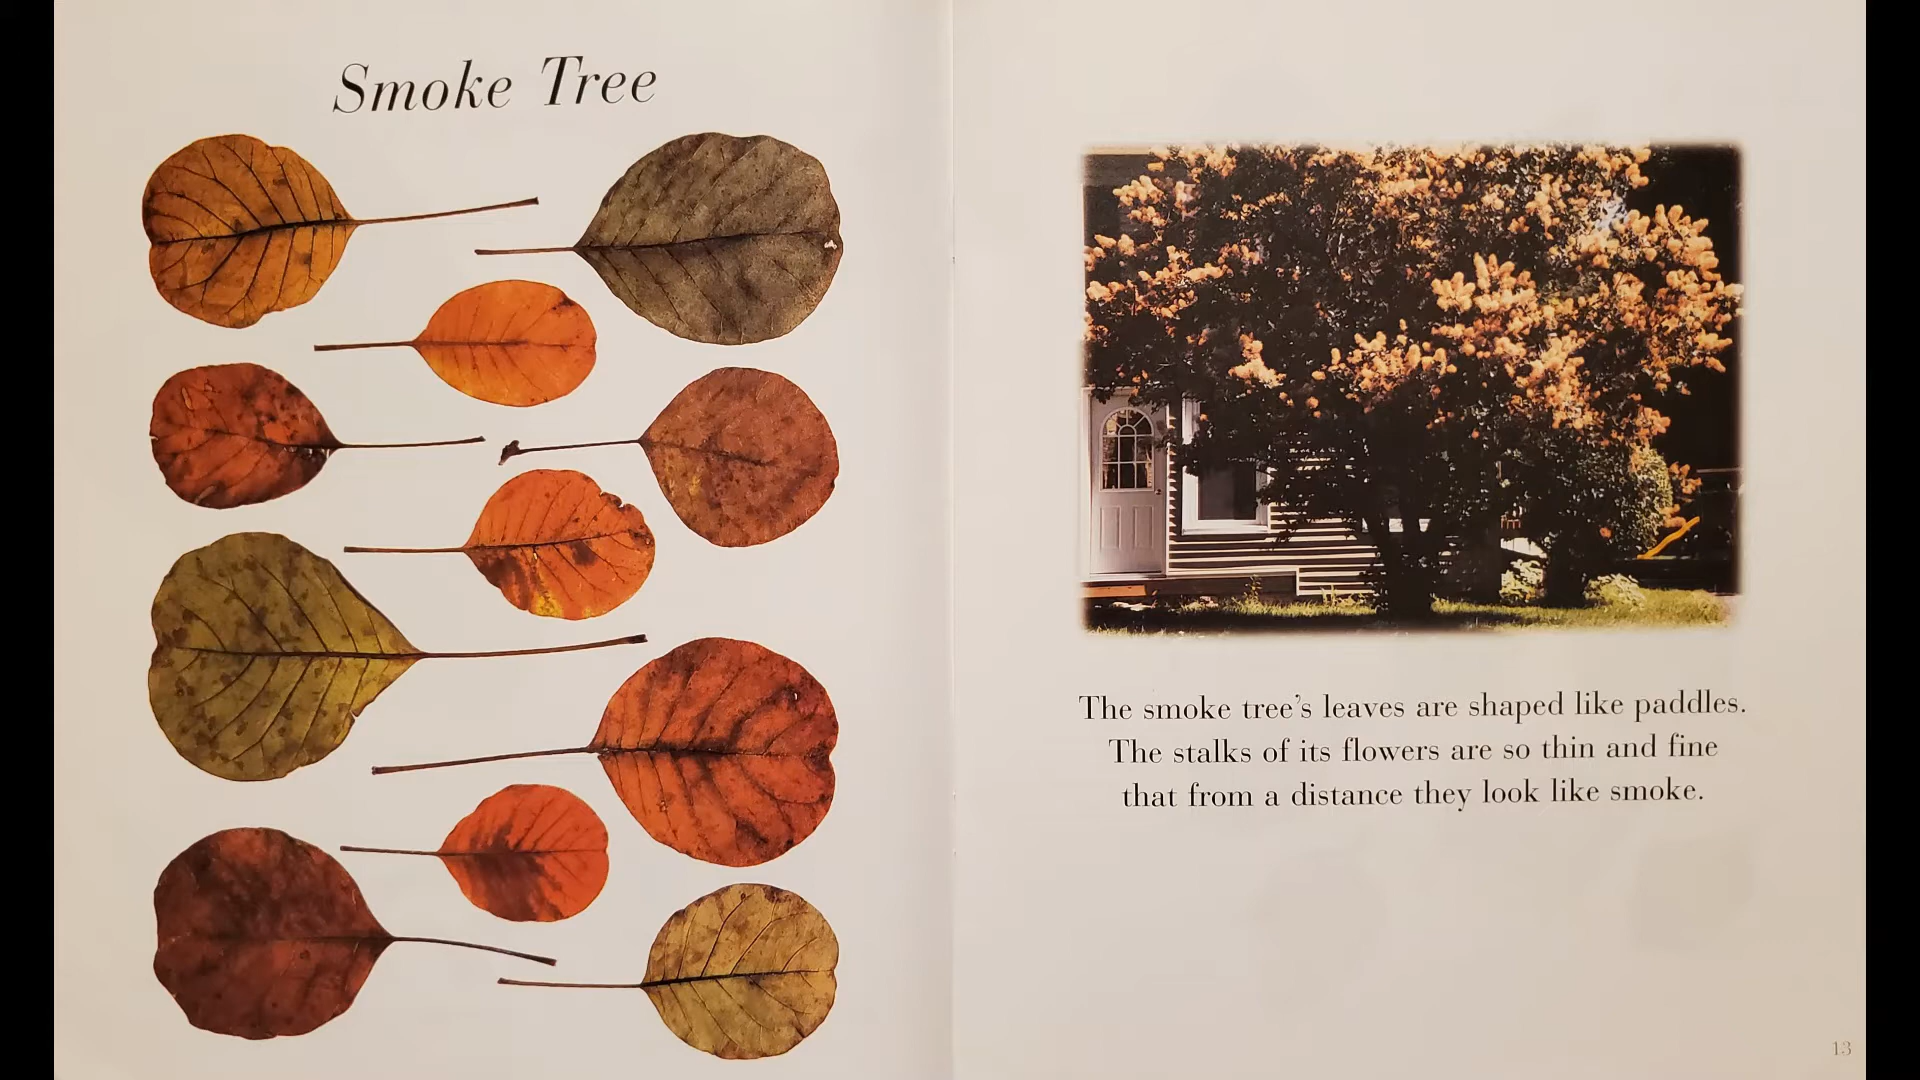 Smoke Tree
The smoke tree's leaves are shaped like paddles.
The stalks of its flowers are so thin and fine
that from a distance they look like smoke.
13